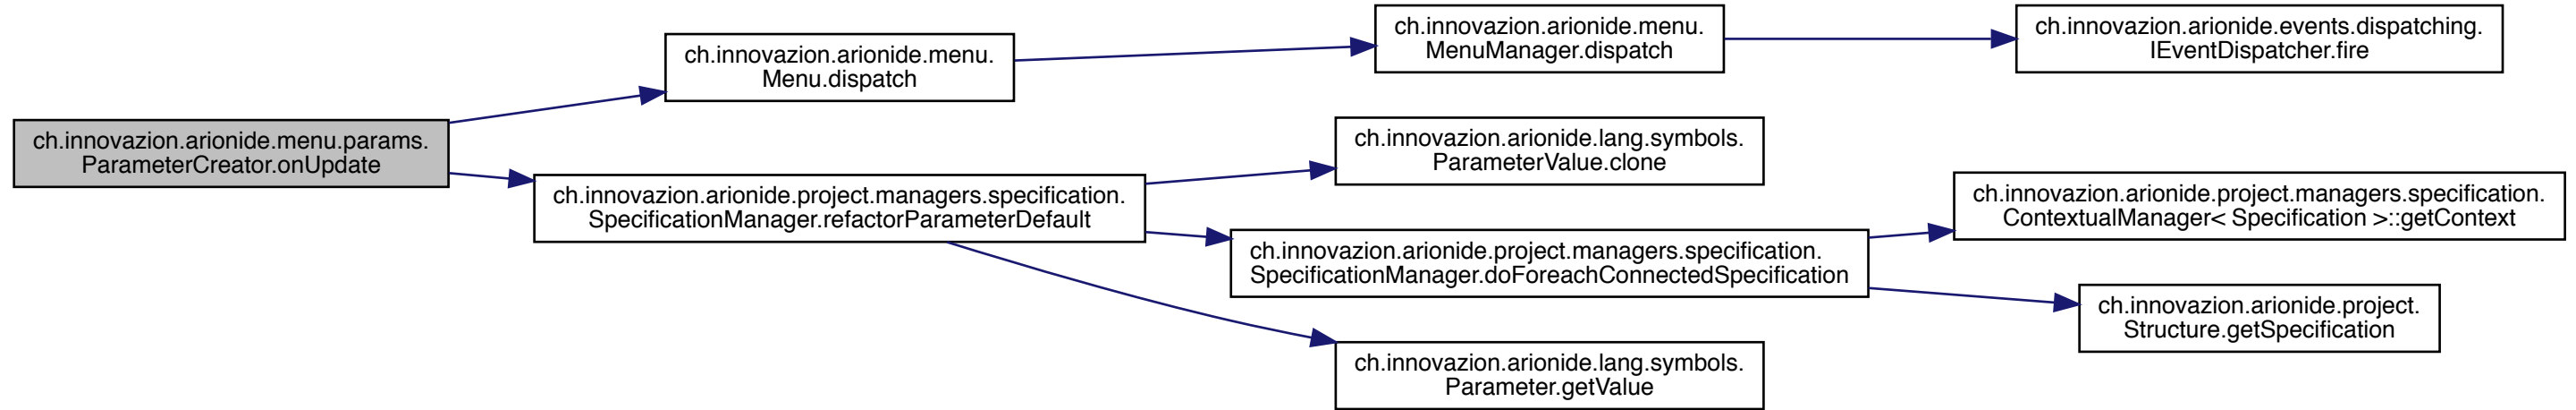 ch.innovazion.arionide.menu.params.
ParameterCreator.onUpdate
ch.innovazion.arionide.menu.
Menu.dispatch
ch.innovazion.arionide.menu.
MenuManager.dispatch
ch.innovazion.arionide.events.dispatching.
IEventDispatcher.fire
ch.innovazion.arionide.project.managers.specification.
SpecificationManager.refactorParameterDefault
ch.innovazion.arionide.lang.symbols.
ParameterValue.clone
ch.innovazion.arionide.project.managers.specification.
SpecificationManager.doForeachConnectedSpecification
ch.innovazion.arionide.project.managers.specification.
ContextualManager< Specification >::getContext
ch.innovazion.arionide.project.
Structure.getSpecification
ch.innovazion.arionide.lang.symbols.
Parameter.getValue